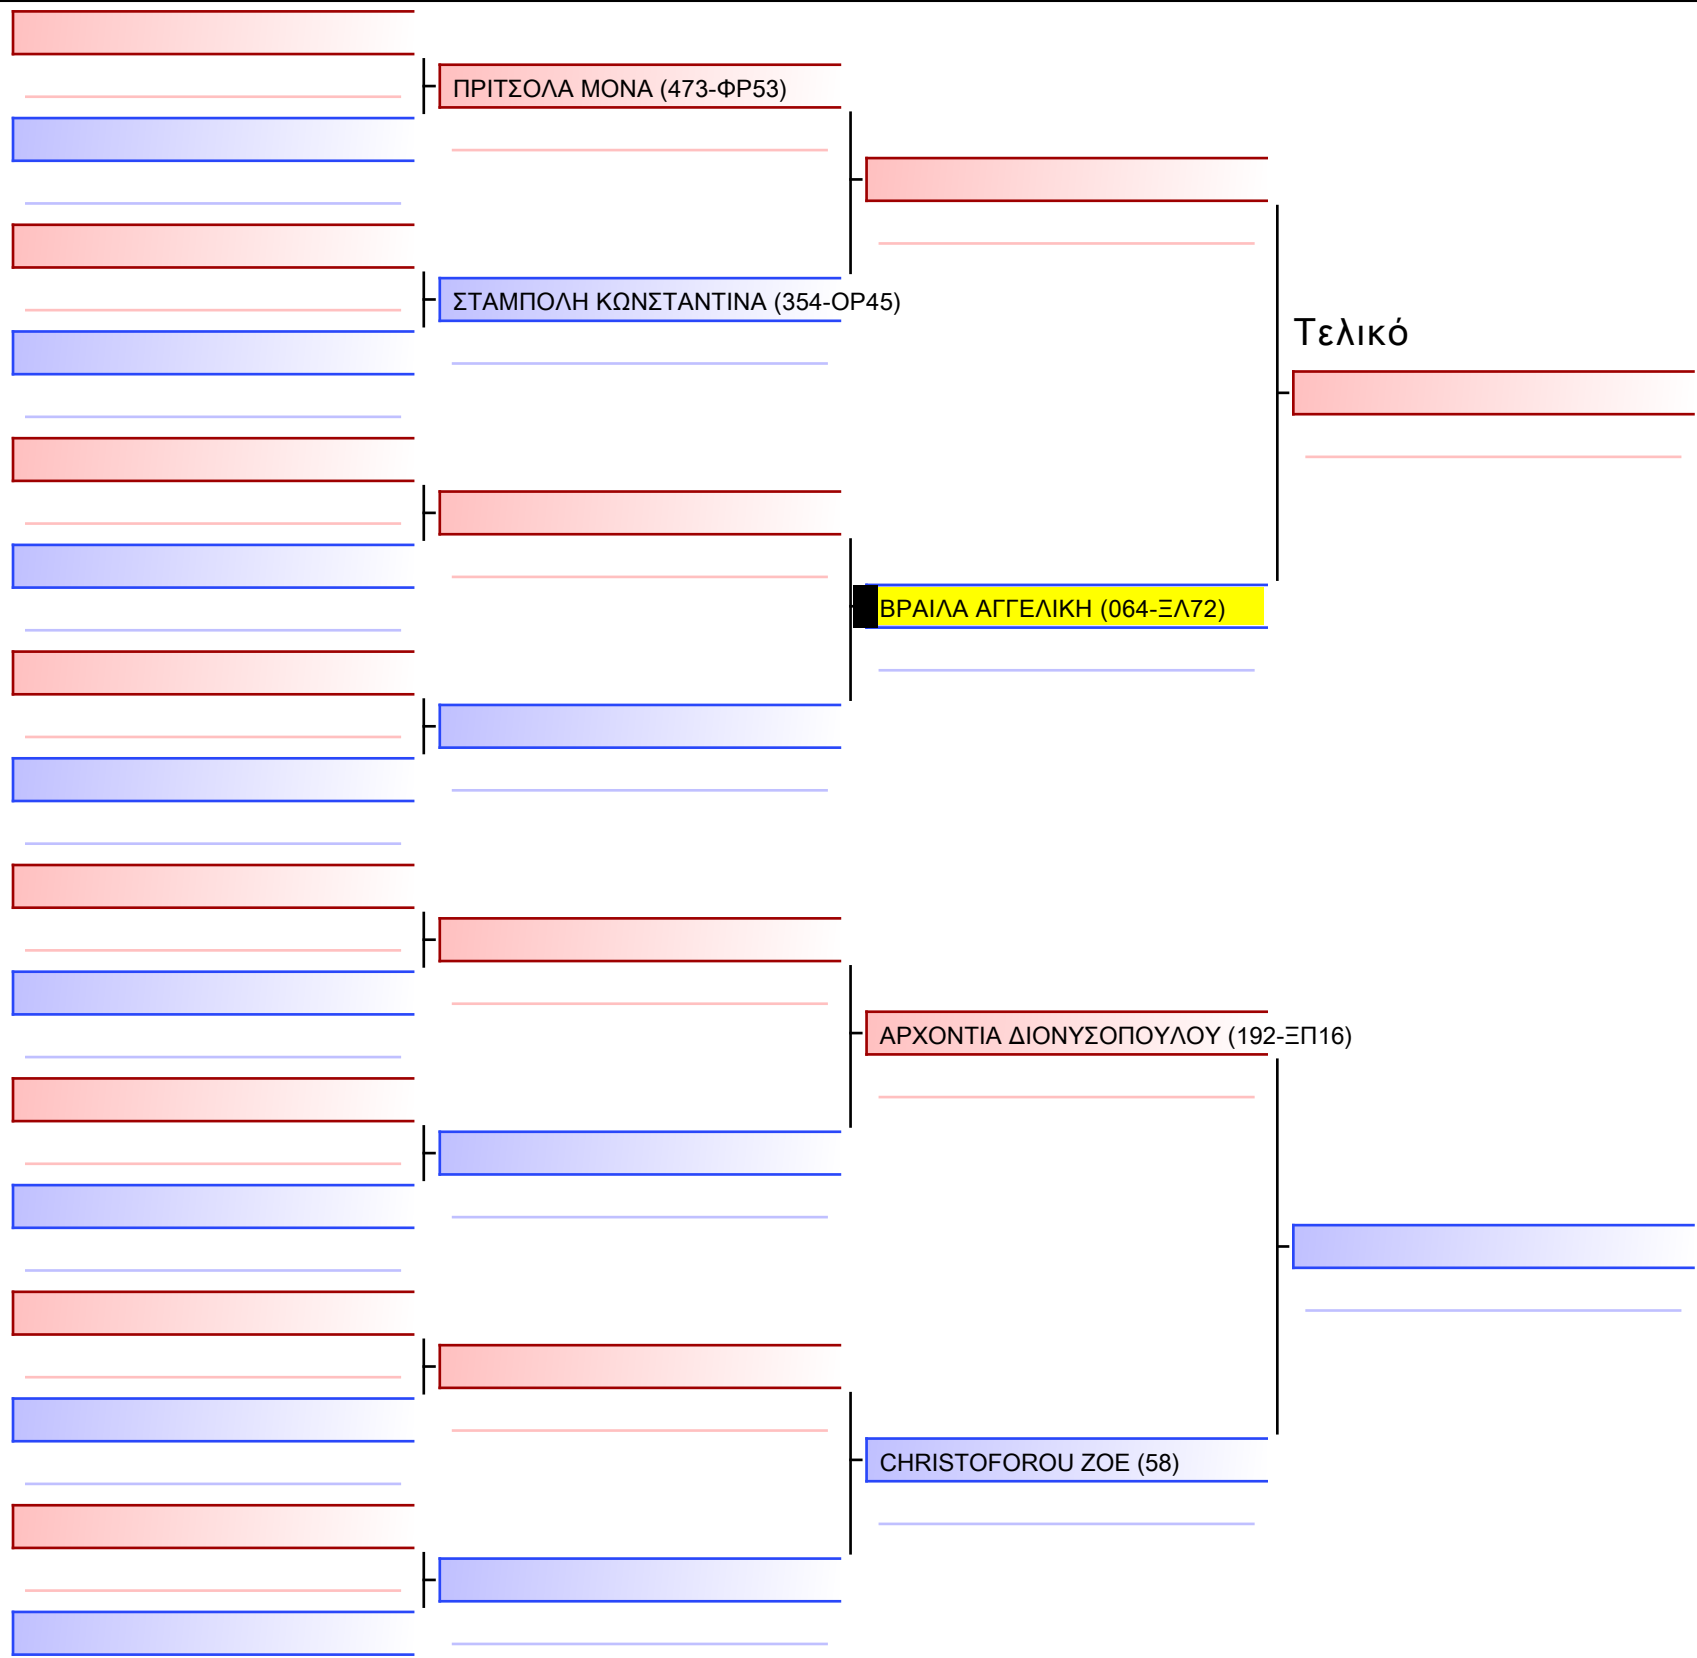 ΠΡΙΤΣΟΛΑ ΜΟΝΑ (473-ΦΡ53)
ΣΤΑΜΠΟΛΗ ΚΩΝΣΤΑΝΤΙΝΑ (354-ΟΡ45)
Τελικό
ΒΡΑΙΛΑ ΑΓΓΕΛΙΚΗ (064-ΞΛ72)
ΑΡΧΟΝΤΙΑ ΔΙΟΝΥΣΟΠΟΥΛΟΥ (192-ΞΠ16)
CHRISTOFOROU ZOE (58)